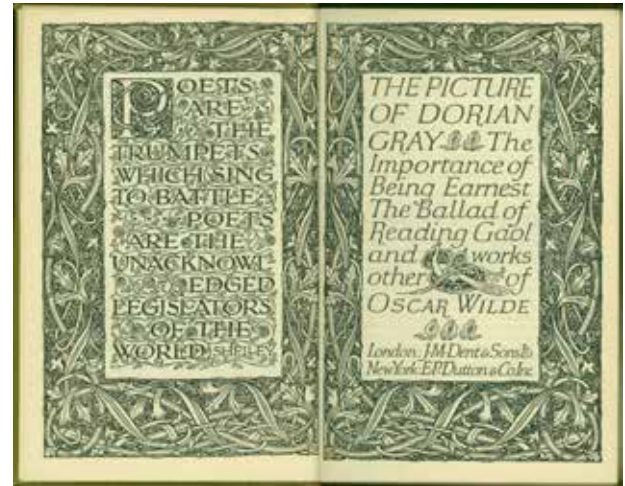 POETS
ARE
THE
TRUMPETS
WHICH SING
TO BATTLE
POETS
ARE THE
UNACKNOWL
EDGED
LEGISLATORS
OF THE
WORLD SHELLEY
THE PICTURE
OF DORIAN
GRAY The
Importance of
Being Earnest
The Ballad of
Reading Gaol
and works
other of
OSCAR WILDE
London: J.M.Dent & Sons Ltd
New York: E.P.Dutton & Co.Inc